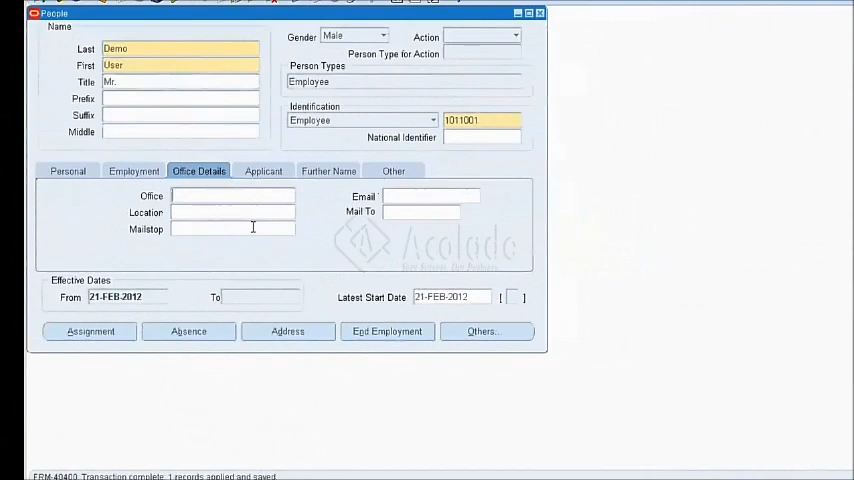 People
Name
Last Demo
First User
Title Mr.
Prefix
Suffix
Middle
Gender Male
Action
Person Type for Action
Person Types
Employee
Identification
Employee 1011001
National Identifier
Personal Employment Office Details Applicant Further Name Other
Office
Location
Mailstop
Email
Mail To
Acolade
Effective Dates
From 21-FEB-2012 To
Latest Start Date 21-FEB-2012 [ ]
Assignment Absence Address End Employment Others...
FRM-40400: Transaction complete: 1 records applied and saved.